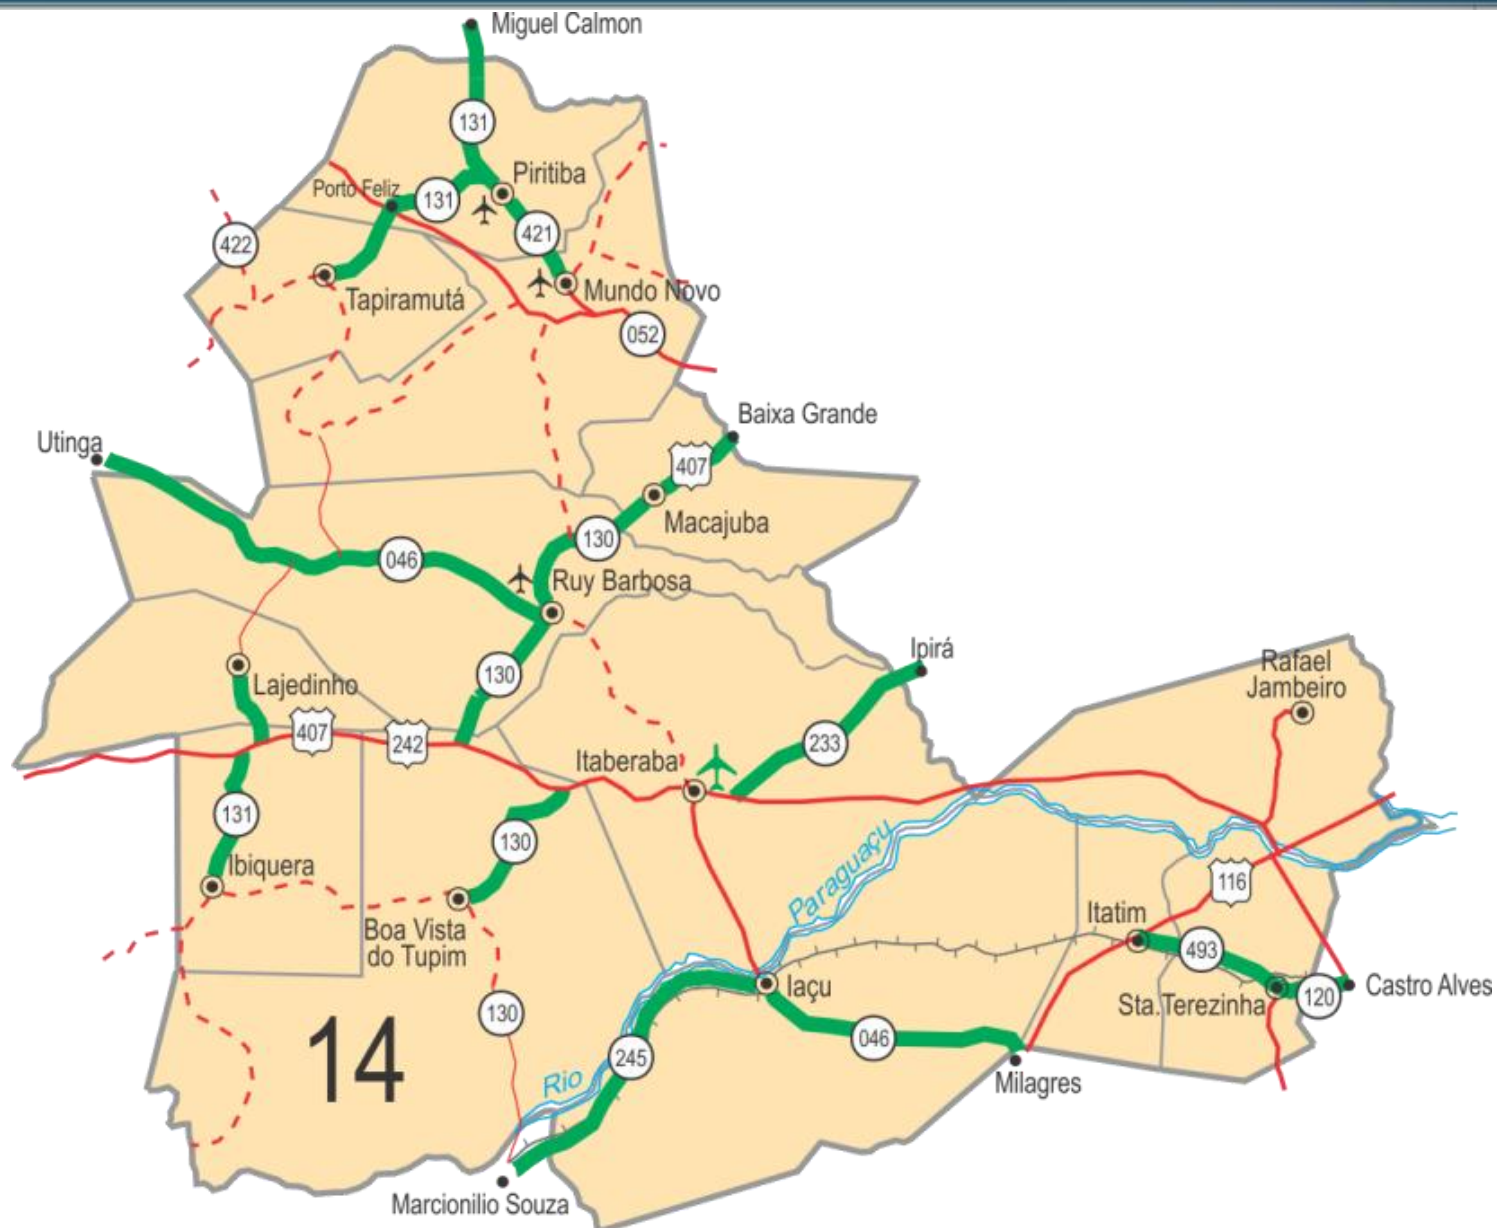 Miguel Calmon
131
Piritiba
Porto Feliz
131
421
422
Tapiramutá
Mundo Novo
052
Baixa Grande
Utinga
407
Macajuba
130
046
Ruy Barbosa
Ipirá
Rafael
Jambeiro
130
Lajedinho
407
242
233
Itaberaba
131
130
Paraguaçu
Ibiquera
116
Itatim
Boa Vista
do Tupim
493
Iaçu
Castro Alves
Sta.Terezinha
120
130
14
046
245
Rio
Milagres
Marcionilio Souza